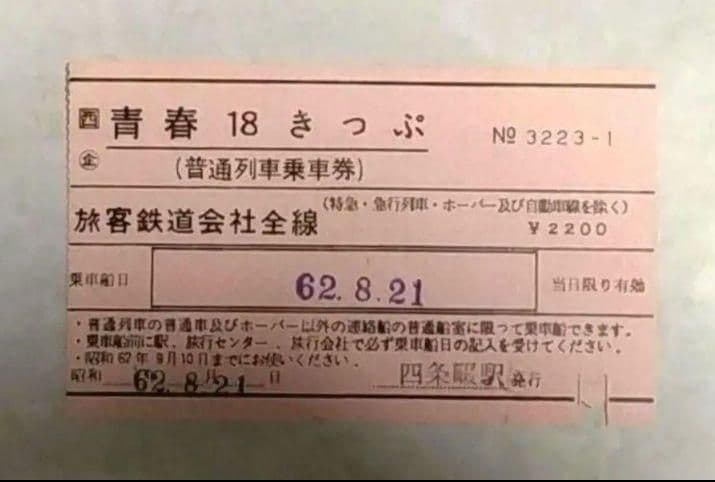 西 青春18きっぷ
№ 3223-1
企 (普通列車乗車券)
(特急・急行列車・ホーバー及び自動車線を除く)
旅客鉄道会社全線
¥2200
乗車船日 62.8.21 当日限り有効
・普通列車の普通車及びホーバー以外の連絡船の普通船室に限って乗車船できます。
・乗車船前に駅、旅行センター、旅行会社で必ず乗車船日の記入を受けてください。
・昭和62年9月10日までにお使いください。
昭和 62.8.21 月 日 四条畷駅 発行